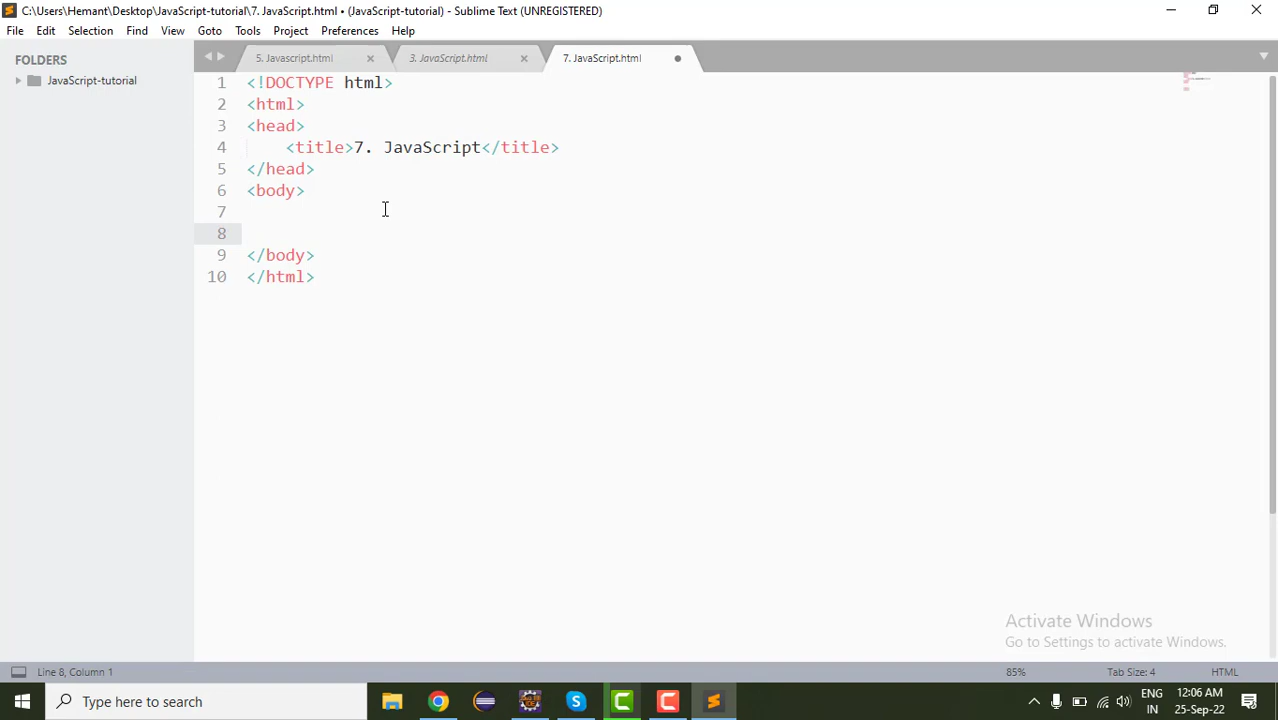 C:\Users\Hemant\Desktop\JavaScript-tutorial\7. JavaScript.html • (JavaScript-tutorial) - Sublime Text (UNREGISTERED)
File Edit Selection Find View Goto Tools Project Preferences Help
FOLDERS
JavaScript-tutorial
5. Javascript.html
3. JavaScript.html
7. JavaScript.html
1 <!DOCTYPE html>
2 <html>
3 <head>
4 <title>7. JavaScript</title>
5 </head>
6 <body>
7
8
9 </body>
10 </html>
Activate Windows
Go to Settings to activate Windows.
Line 8, Column 1
85%
Tab Size: 4
HTML
Type here to search
ENG
IN
12:06 AM
25-Sep-22